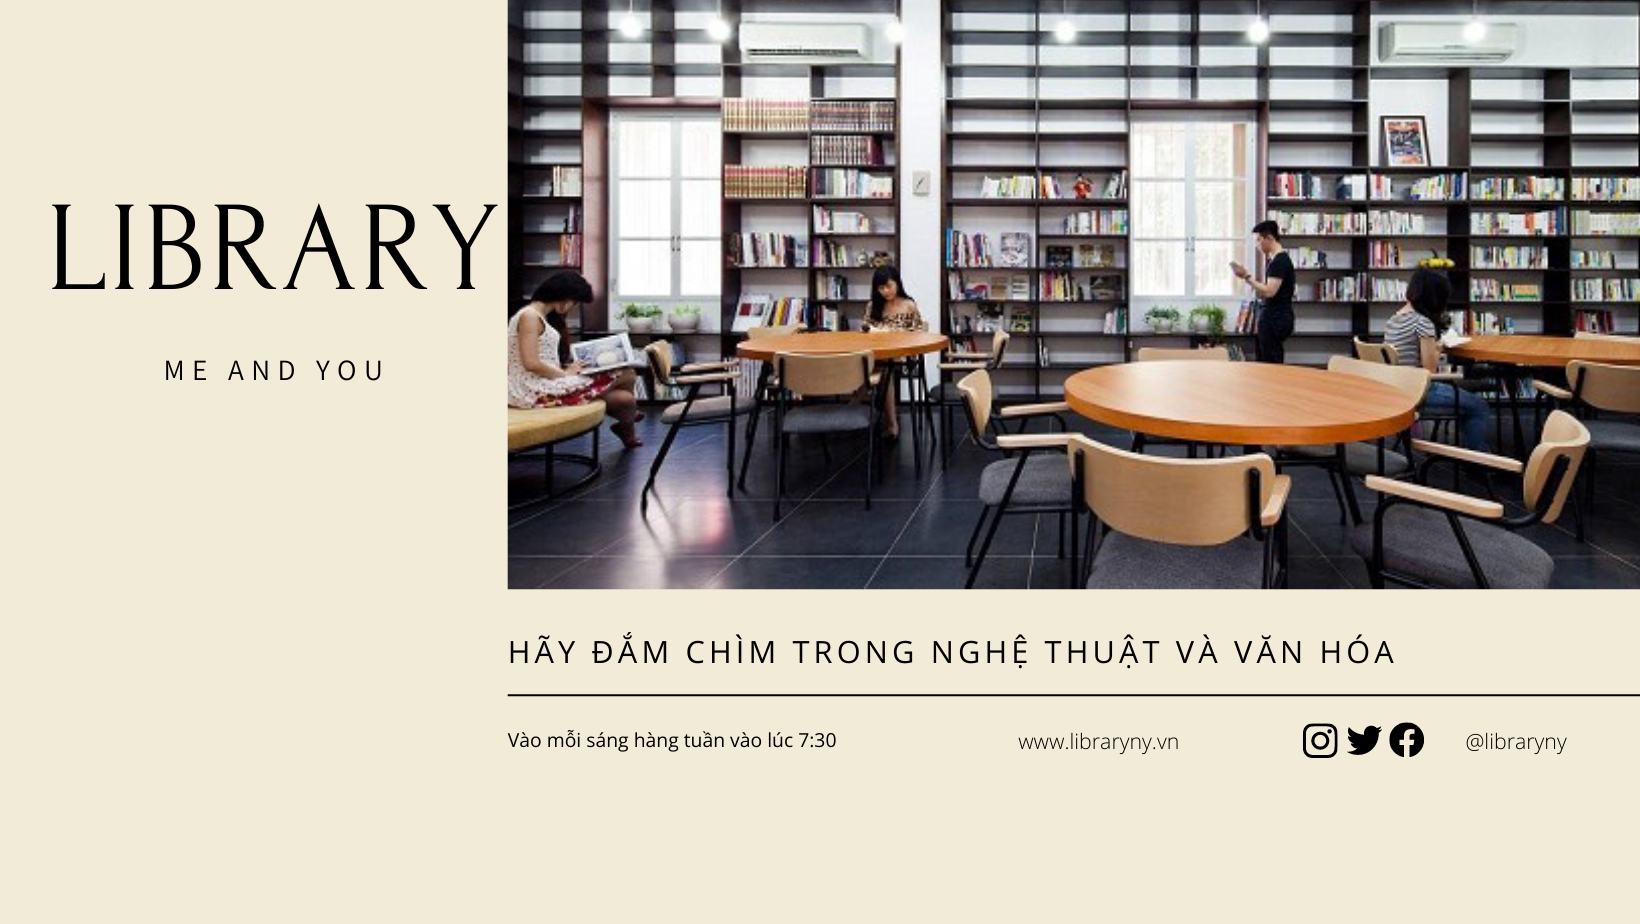 LIBRARY
ME AND YOU
HÃY ĐẮM CHÌM TRONG NGHỆ THUẬT VÀ VĂN HÓA
Vào mỗi sáng hàng tuần vào lúc 7:30
www.libraryny.vn
@libraryny